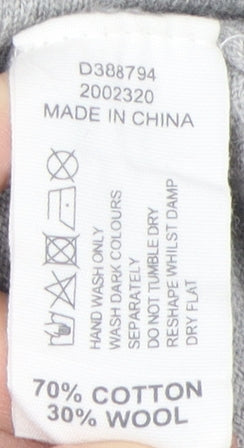 D388794
2002320
MADE IN CHINA
HAND WASH ONLY
WASH DARK COLOURS
SEPARATELY
DO NOT TUMBLE DRY
RESHAPE WHILST DAMP
DRY FLAT
70% COTTON
30% WOOL